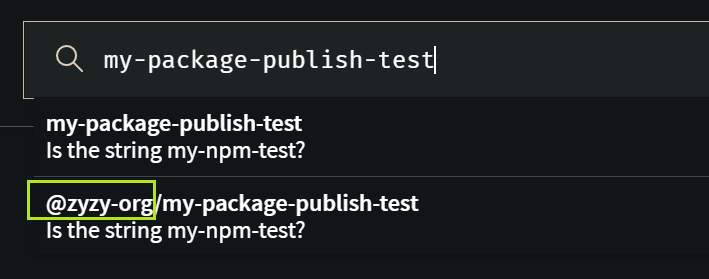 my-package-publish-test
my-package-publish-test
Is the string my-npm-test?
@zyzy-org/my-package-publish-test
Is the string my-npm-test?